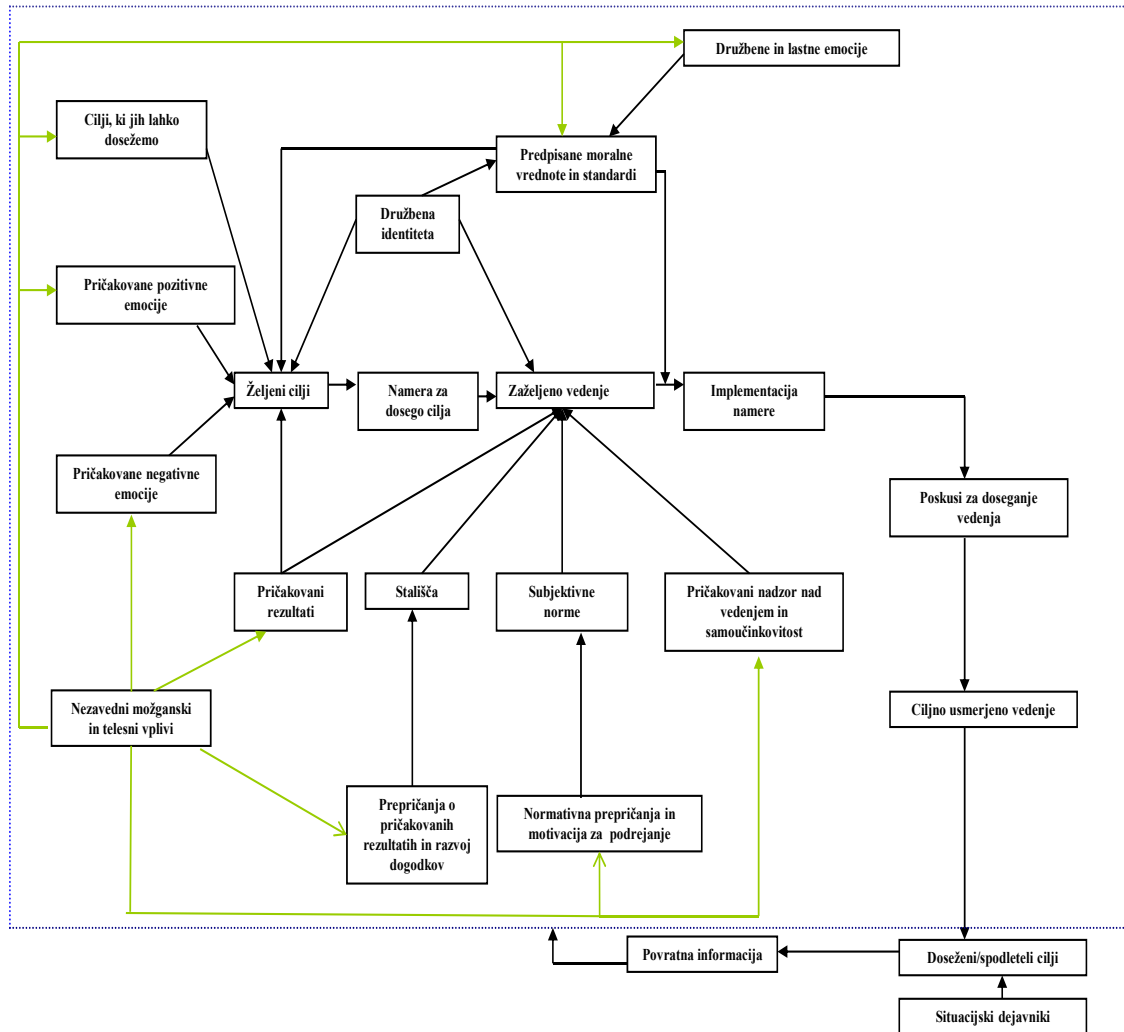 Družbene in lastne emocije
Cilji, ki jih lahko
dosežemo
Predpisane moralne
vrednote in standardi
Družbena
identiteta
Pričakovane pozitivne
emocije
Željeni cilji
Namera za
dosego cilja
Zaželjeno vedenje
Implementacija
namere
Pričakovane negativne
emocije
Poskusi za doseganje
vedenja
Pričakovani
rezultati
Stališča
Subjektivne
norme
Pričakovani nadzor nad
vedenjem in
samoučinkovitost
Nezavedni možganski
in telesni vplivi
Ciljno usmerjeno vedenje
Prepričanja o
pričakovanih
rezultatih in razvoj
dogodkov
Normativna prepričanja in
motivacija za podrejanje
Povratna informacija
Doseženi/spodleteli cilji
Situacijski dejavniki